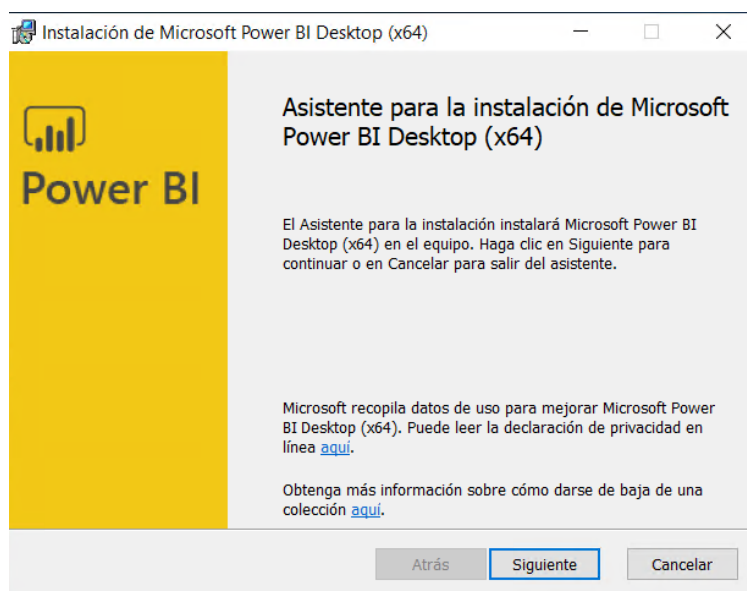 Instalación de Microsoft Power BI Desktop (x64)
Power BI
Asistente para la instalación de Microsoft
Power BI Desktop (x64)
El Asistente para la instalación instalará Microsoft Power BI
Desktop (x64) en el equipo. Haga clic en Siguiente para
continuar o en Cancelar para salir del asistente.
Microsoft recopila datos de uso para mejorar Microsoft Power
BI Desktop (x64). Puede leer la declaración de privacidad en
línea aquí.
Obtenga más información sobre cómo darse de baja de una
colección aquí.
Atrás Siguiente Cancelar